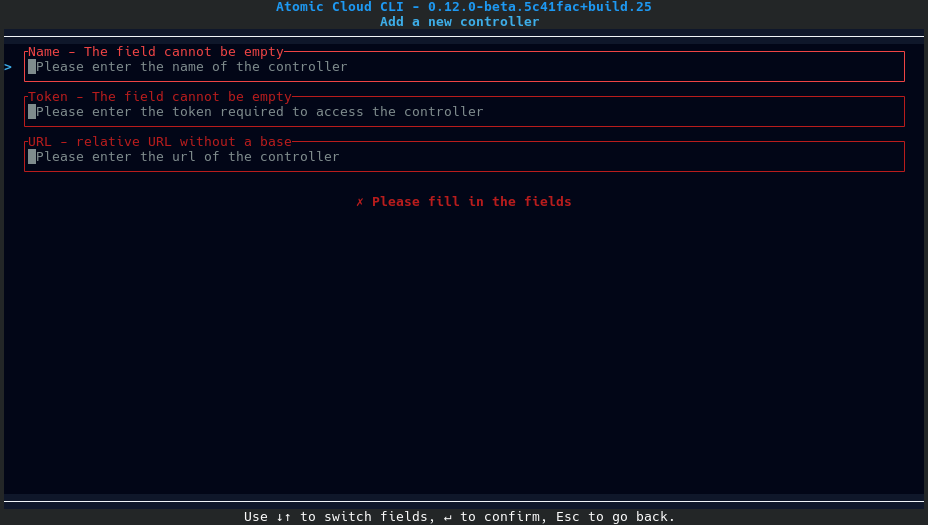 Atomic Cloud CLI - 0.12.0-beta.5c41fac+build.25
Add a new controller
Name - The field cannot be empty
> Please enter the name of the controller
Token - The field cannot be empty
Please enter the token required to access the controller
URL - relative URL without a base
Please enter the url of the controller
✗ Please fill in the fields
Use ↓↑ to switch fields, ↵ to confirm, Esc to go back.